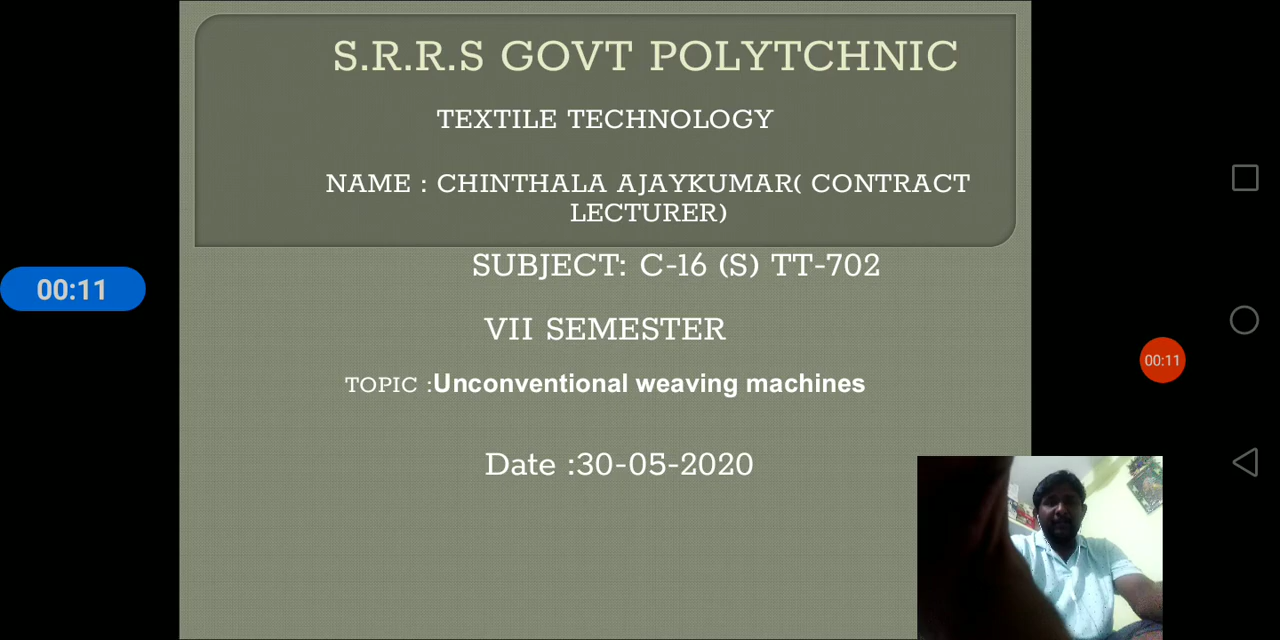 S.R.R.S GOVT POLYTCHNIC
TEXTILE TECHNOLOGY
NAME : CHINTHALA AJAYKUMAR( CONTRACT
LECTURER)
SUBJECT: C-16 (S) TT-702
00:11
VII SEMESTER
00:11
TOPIC :Unconventional weaving machines
Date :30-05-2020